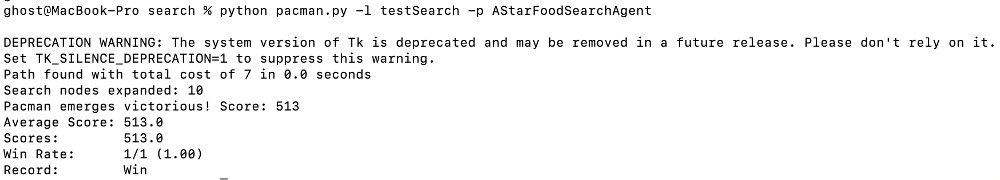 ghost@MacBook-Pro search % python pacman.py -l testSearch -p AStarFoodSearchAgent
DEPRECATION WARNING: The system version of Tk is deprecated and may be removed in a future release. Please don't rely on it.
Set TK_SILENCE_DEPRECATION=1 to suppress this warning.
Path found with total cost of 7 in 0.0 seconds
Search nodes expanded: 10
Pacman emerges victorious! Score: 513
Average Score: 513.0
Scores:        513.0
Win Rate:      1/1 (1.00)
Record:        Win